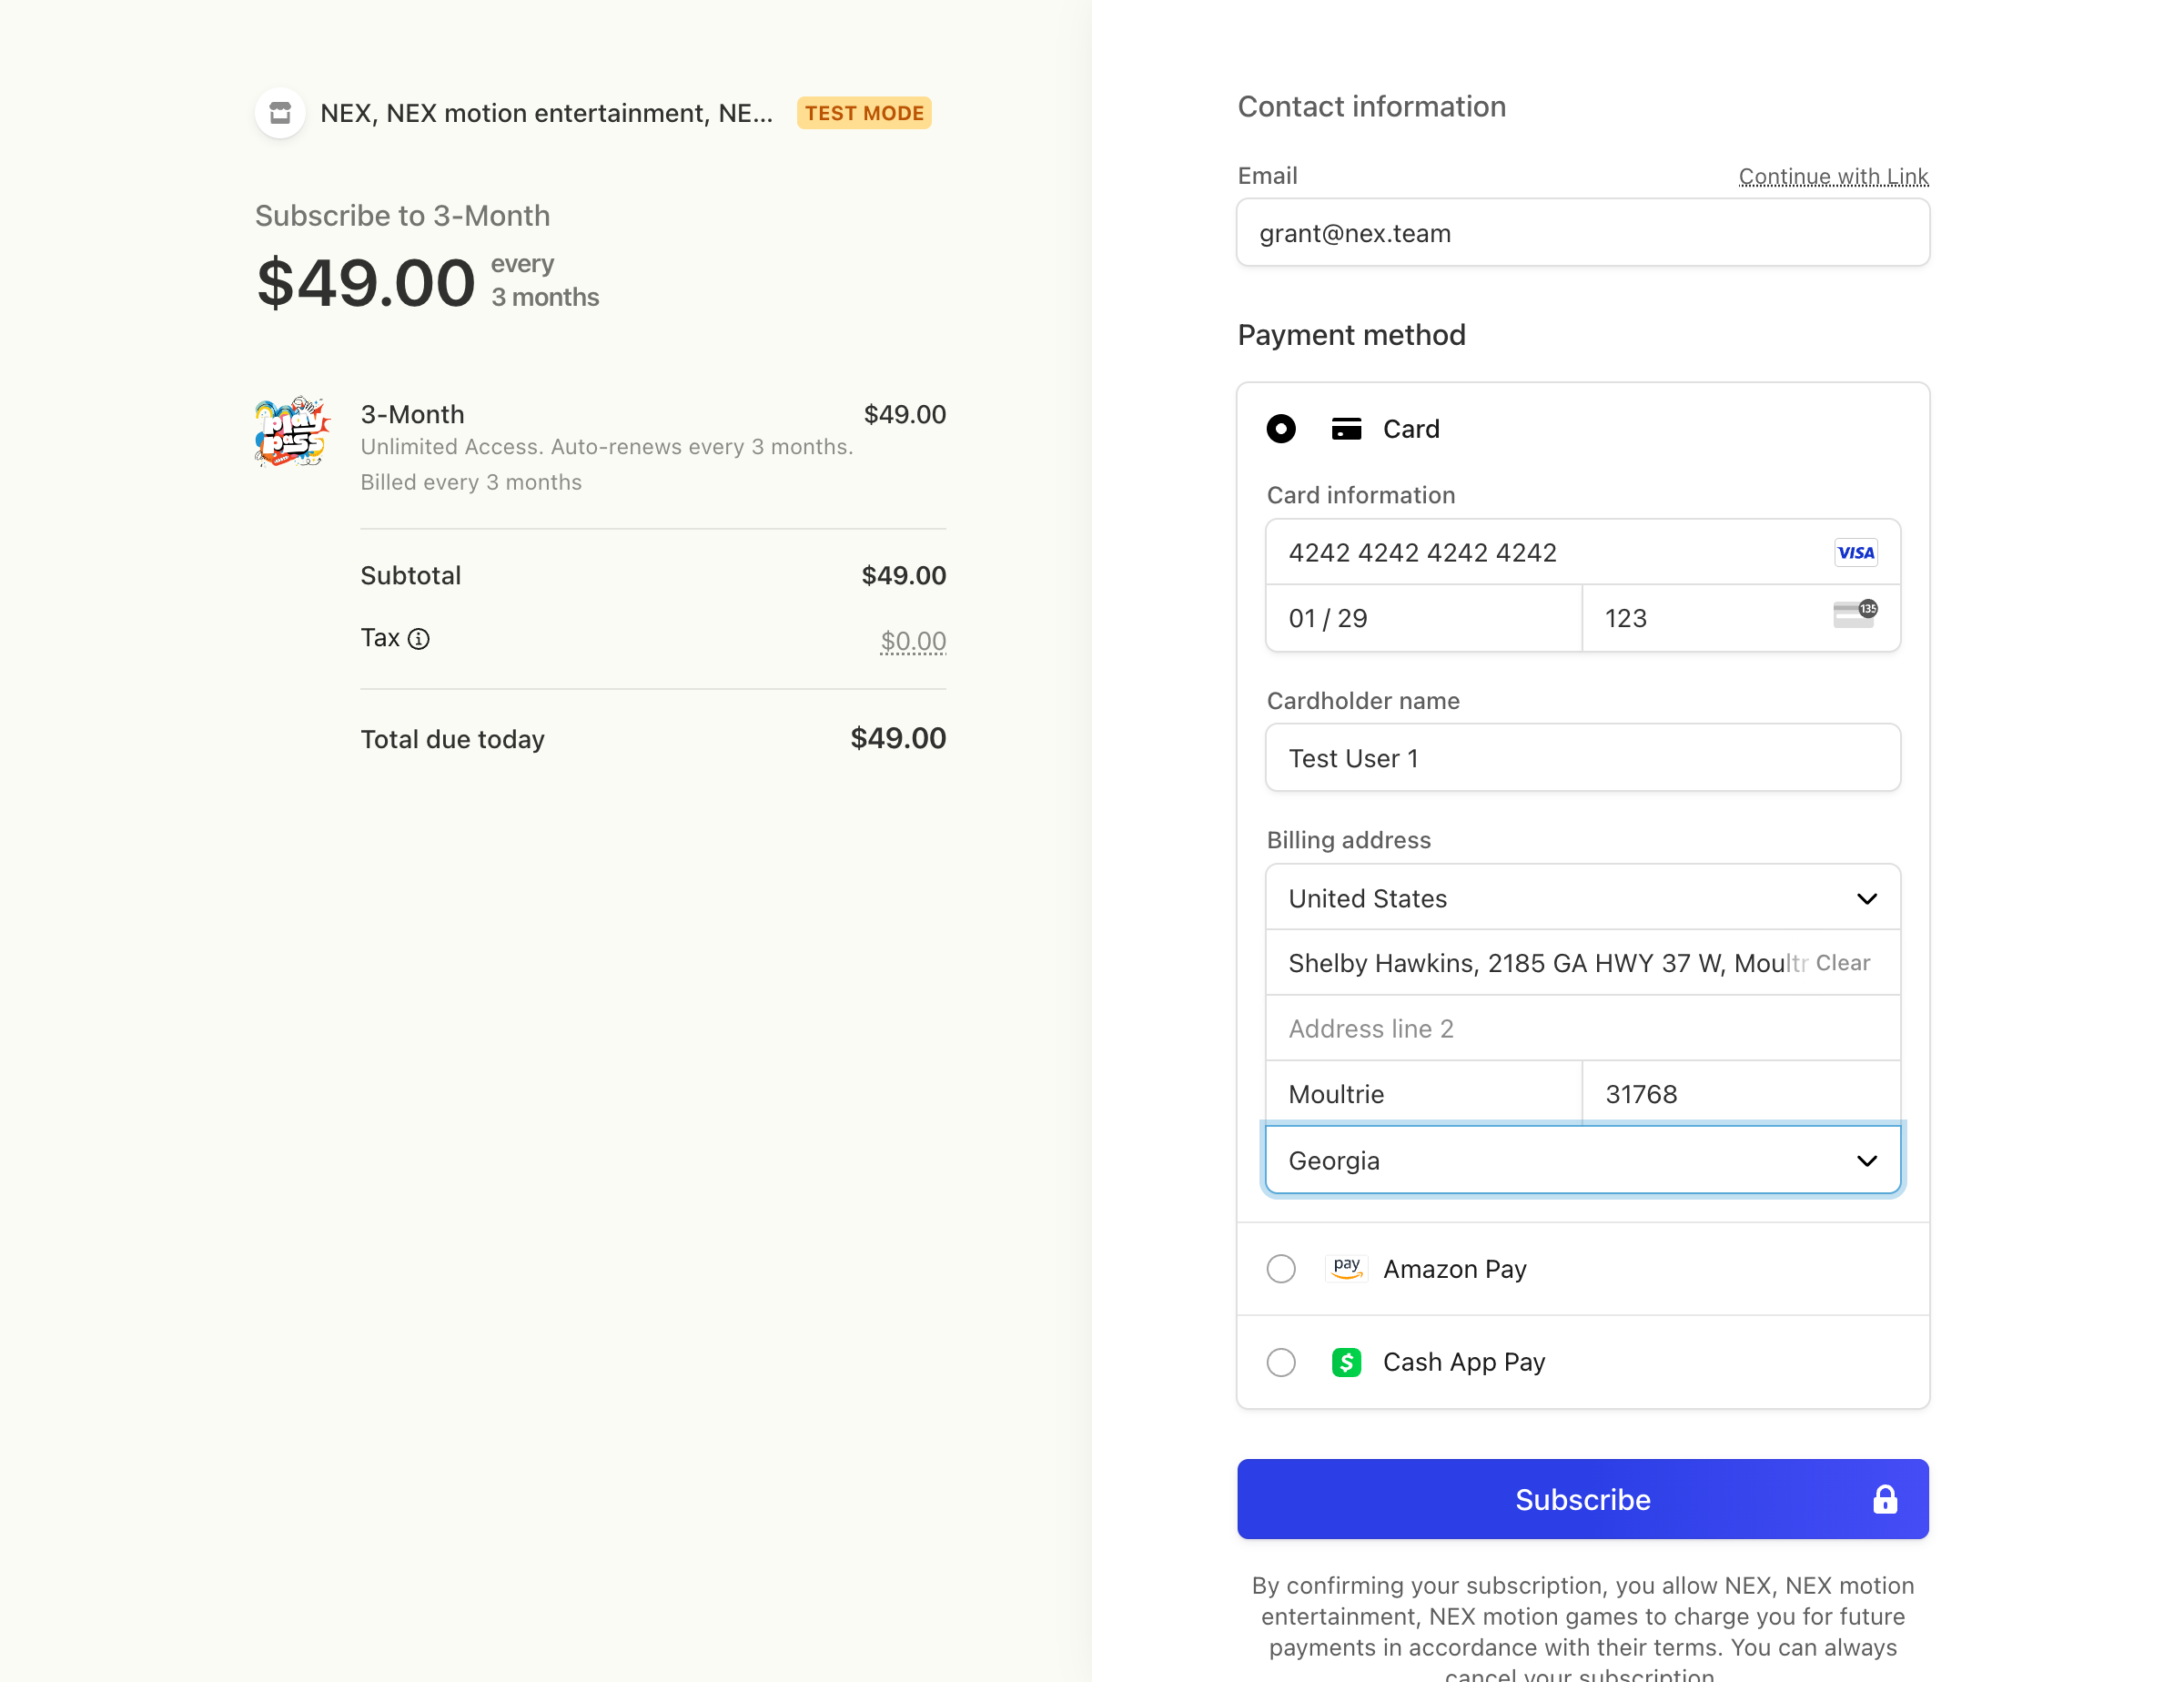 NEX, NEX motion entertainment, NE...
TEST MODE
Subscribe to 3-Month
$49.00
every
3 months
play
pass
3-Month
$49.00
Unlimited Access. Auto-renews every 3 months.
Billed every 3 months
Subtotal
$49.00
Tax
$0.00
Total due today
$49.00
Contact information
Email
Continue with Link
grant@nex.team
Payment method
Card
Card information
4242 4242 4242 4242
VISA
01 / 29
123
135
Cardholder name
Test User 1
Billing address
United States
Shelby Hawkins, 2185 GA HWY 37 W, Moultr
Clear
Address line 2
Moultrie
31768
Georgia
pay
Amazon Pay
$
Cash App Pay
Subscribe
By confirming your subscription, you allow NEX, NEX motion
entertainment, NEX motion games to charge you for future
payments in accordance with their terms. You can always
cancel your subscription.